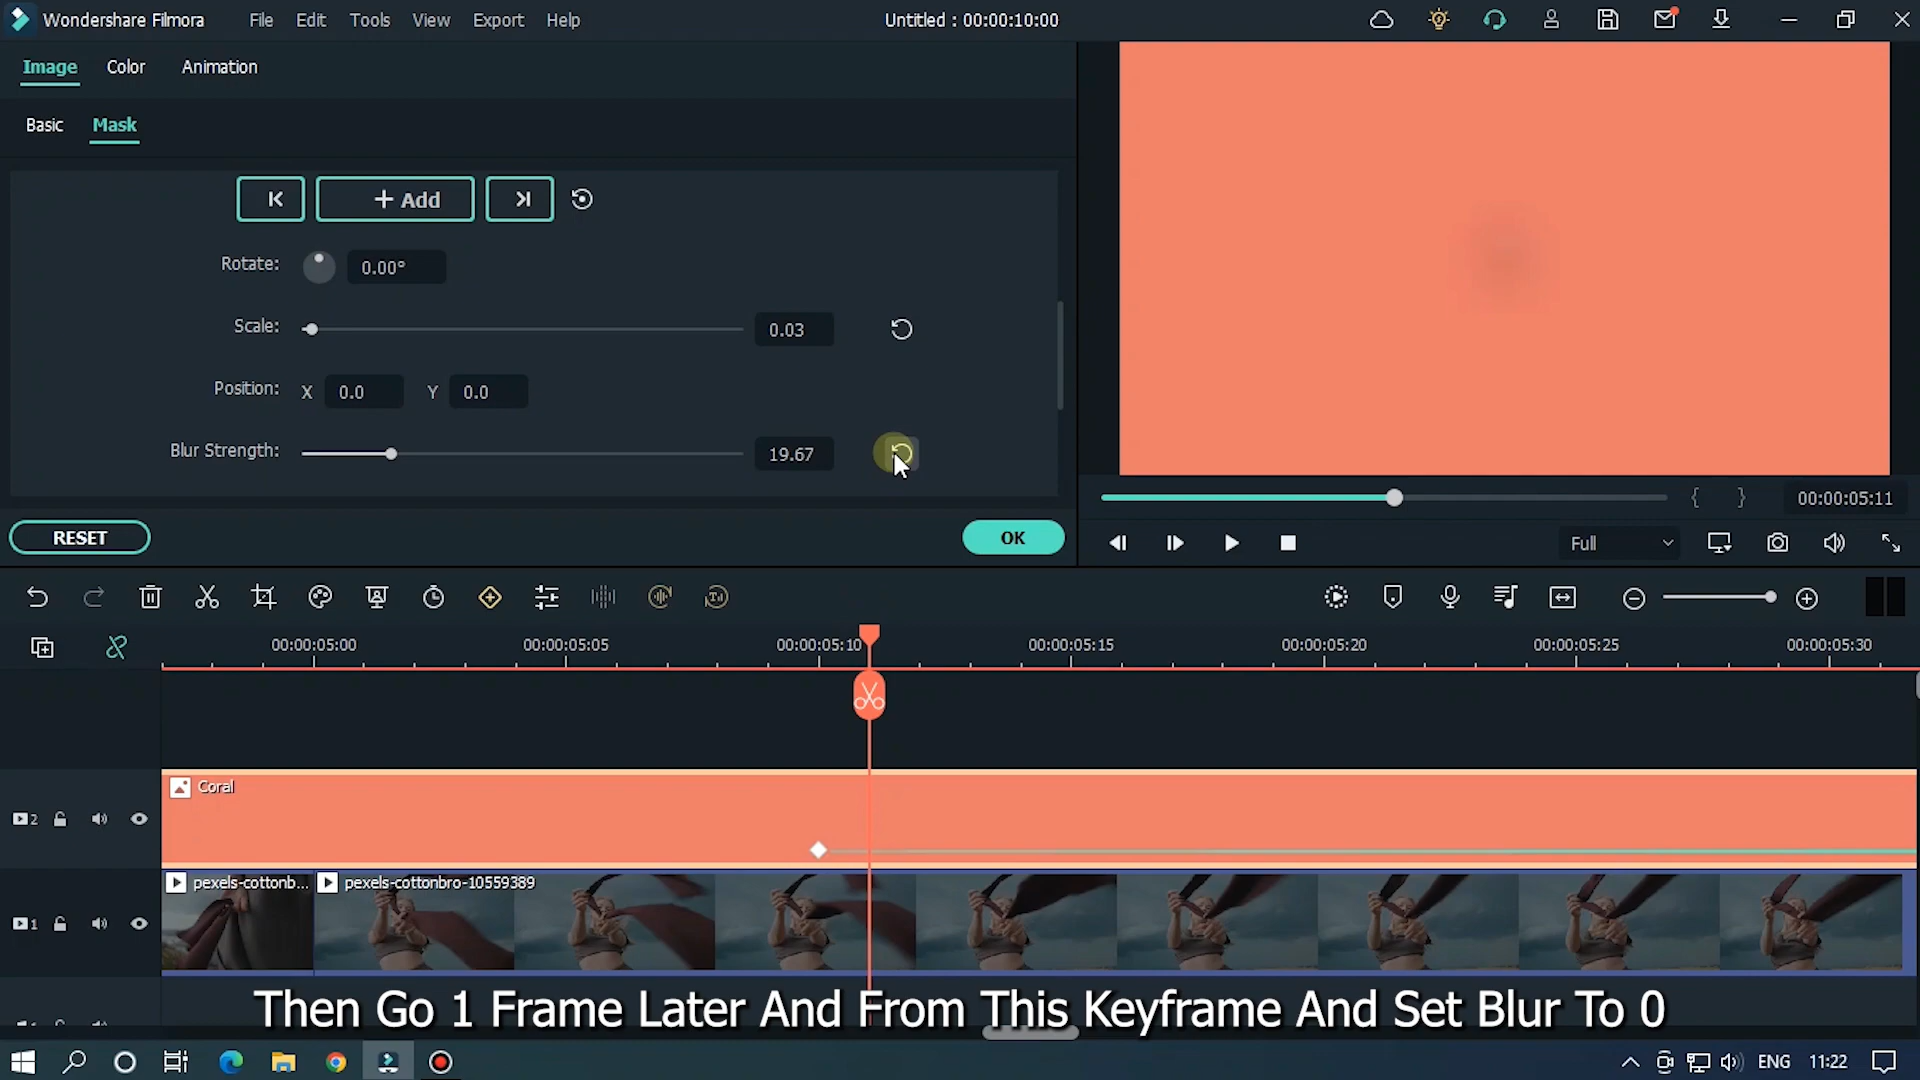 Wondershare Filmora File Edit Tools View Export Help Untitled : 00:00:10:00
Image Color Animation
Basic Mask
+ Add
Rotate: 0.00°
Scale: 0.03
Position: X 0.0 Y 0.0
Blur Strength: 19.67
RESET OK
00:00:05:11
Full
00:00:05:00 00:00:05:05 00:00:05:10 00:00:05:15 00:00:05:20 00:00:05:25 00:00:05:30
Coral
2
pexels-cottonb... pexels-cottonbro-10559389
1
Then Go 1 Frame Later And From This Keyframe And Set Blur To 0
ENG 11:22